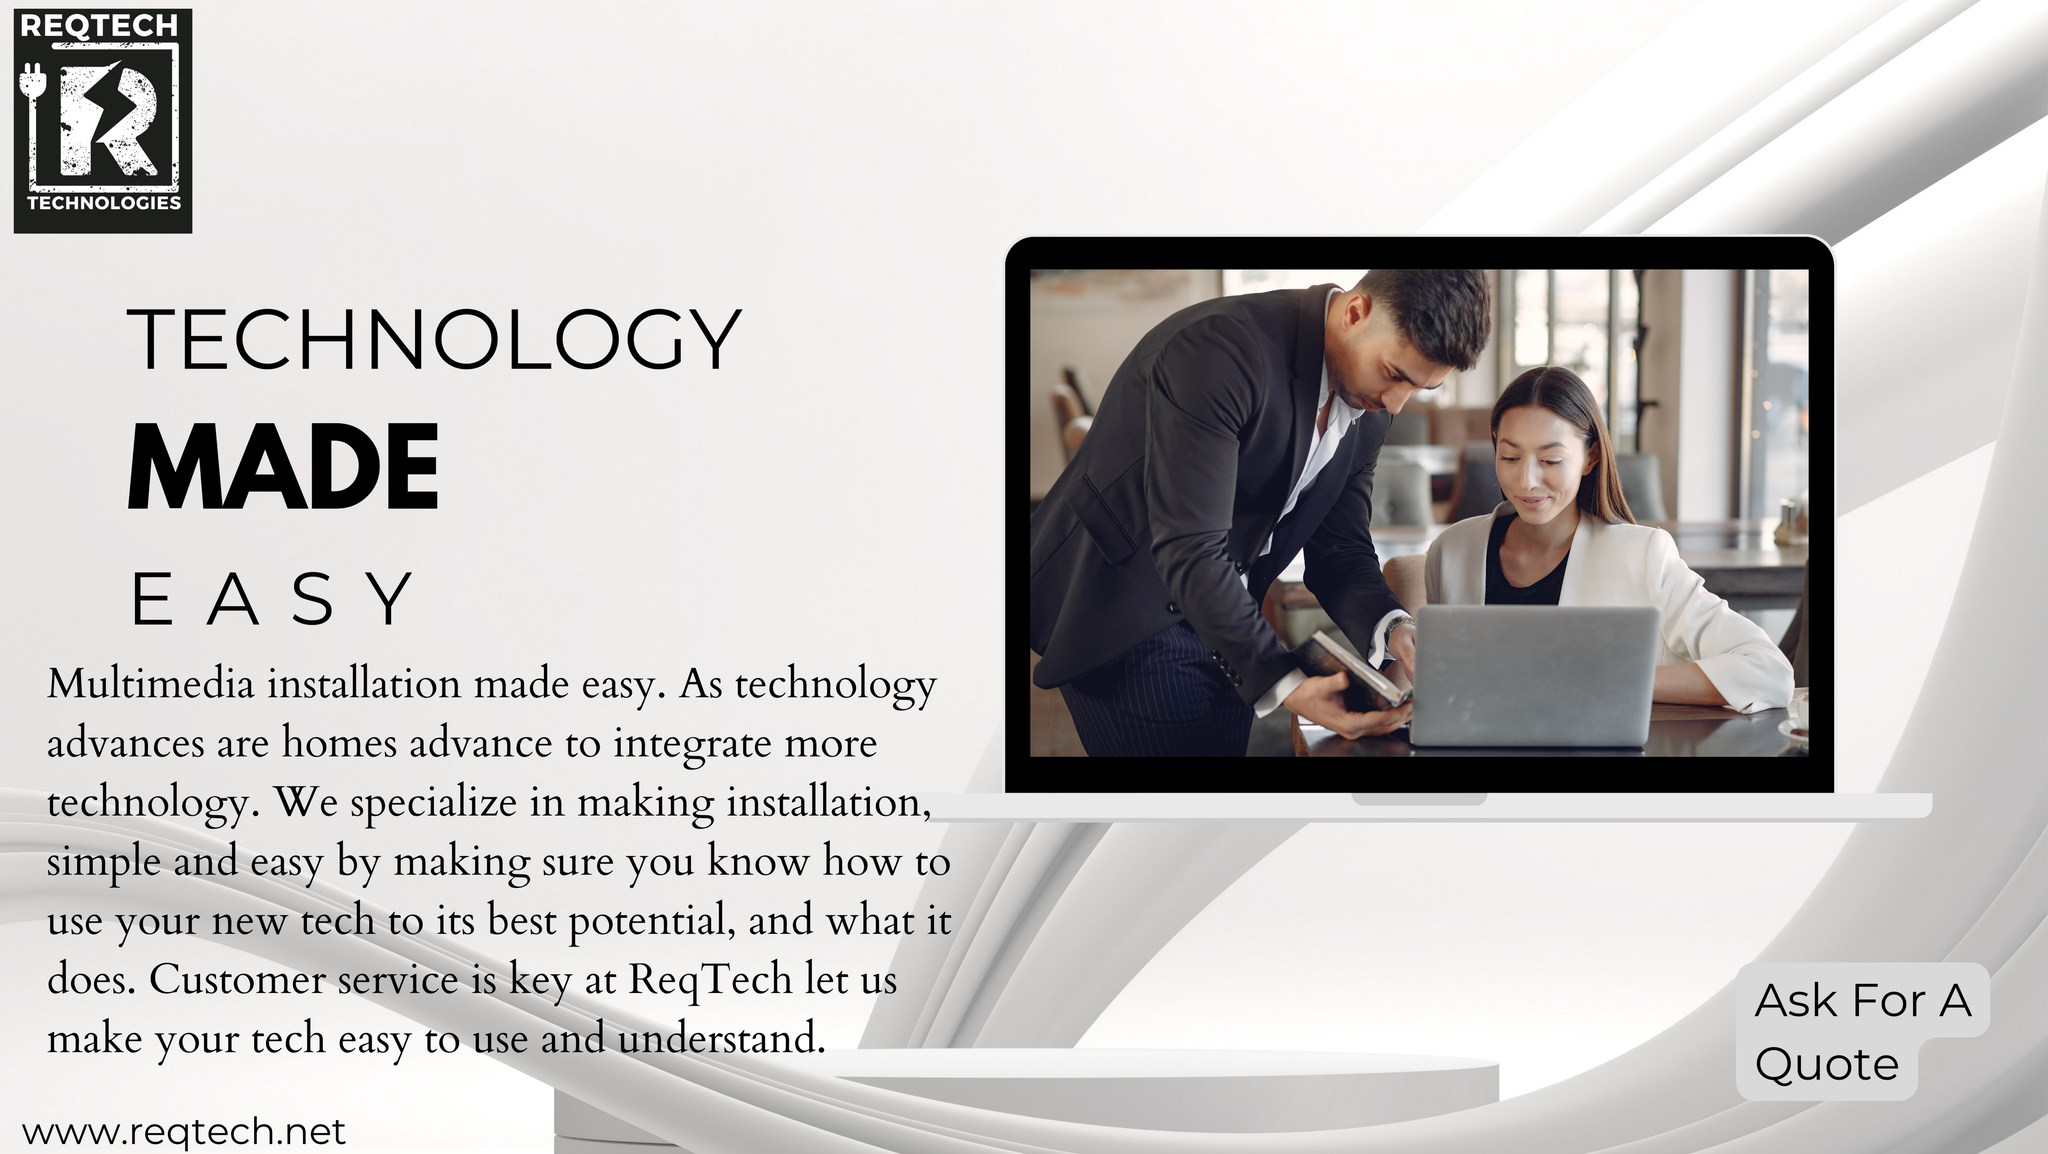 REQTECH
R
TECHNOLOGIES
TECHNOLOGY
MADE
EASY
Multimedia installation made easy. As technology
advances are homes advance to integrate more
technology. We specialize in making installation,
simple and easy by making sure you know how to
use your new tech to its best potential, and what it
does. Customer service is key at ReqTech let us
make your tech easy to use and understand.
Ask For A
Quote
www.reqtech.net